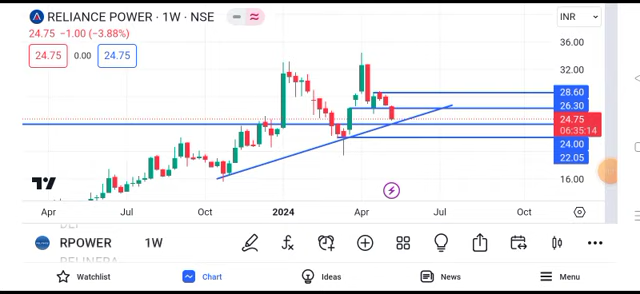 RELIANCE POWER · 1W · NSE
INR
24.75 −1.00 (−3.88%)
24.75 0.00 24.75
36.00
32.00
28.60
26.30
24.75
06:35:14
24.00
22.05
16.00
Apr Jul Oct 2024 Apr Jul Oct
RPOWER 1W
Watchlist Chart Ideas News Menu